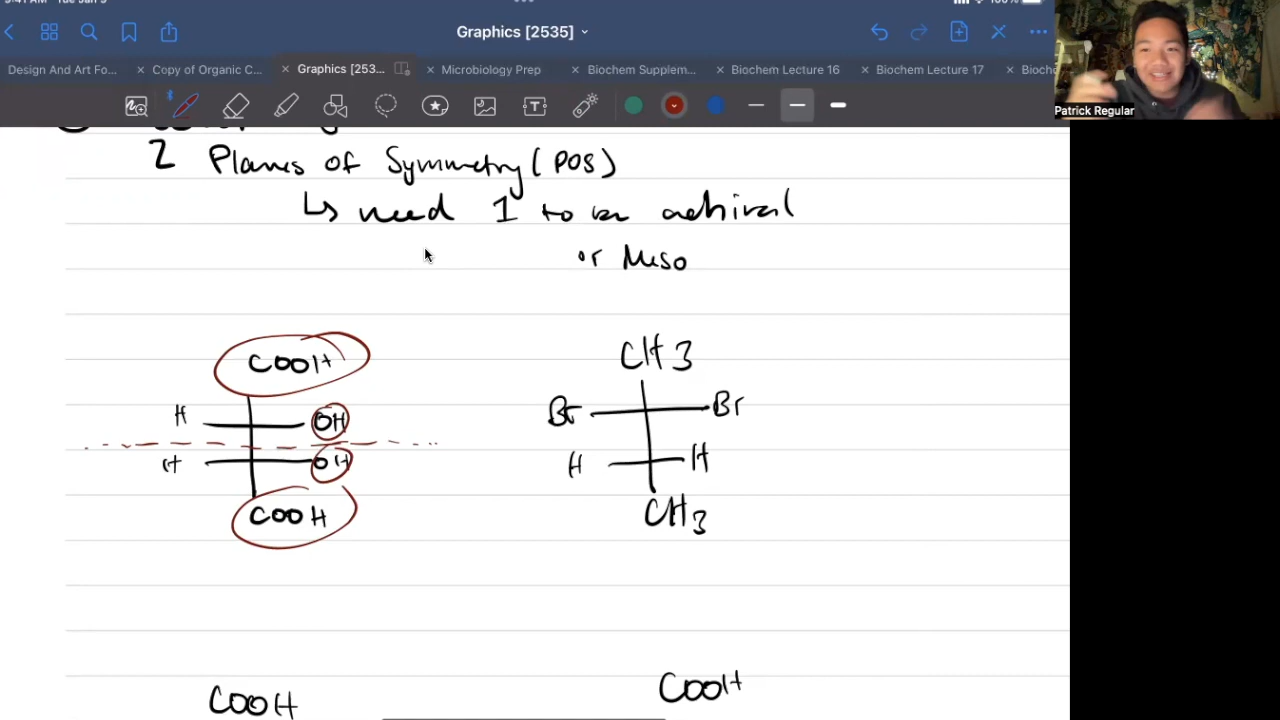 Graphics [2535]
100%
Design And Art Fo...
Copy of Organic C...
Graphics [253...
Microbiology Prep
Biochem Supplem...
Biochem Lecture 16
Biochem Lecture 17
Bioche
Patrick Regular
2 Planes of Symmetry (POS)
↳ need 1 to be achiral
or Meso
COOH
H OH
H OH
COOH
CH3
Br Br
H H
CH3
COOH
COOH